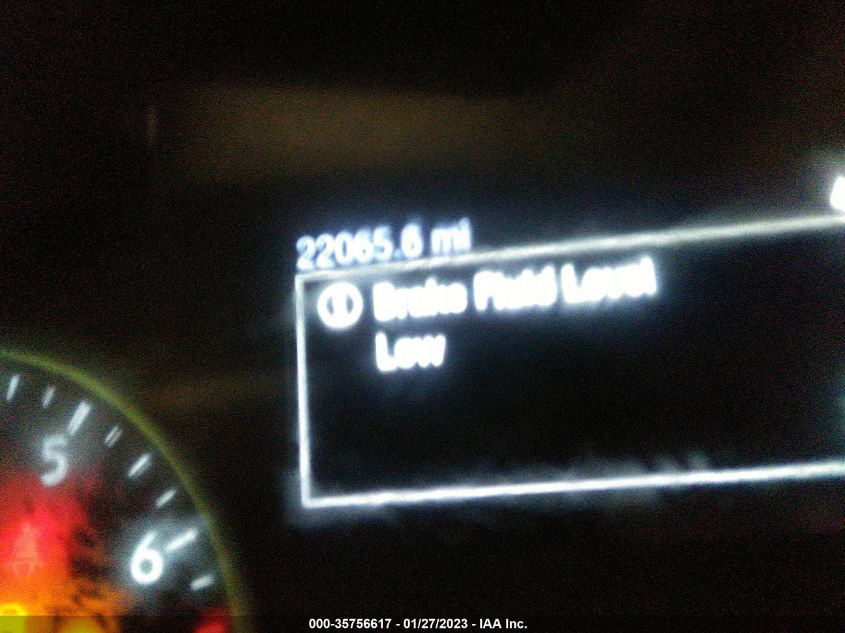 22065.6 mi
Brake Fluid Level
Low
5
6
000-35756617 - 01/27/2023 - IAA Inc.